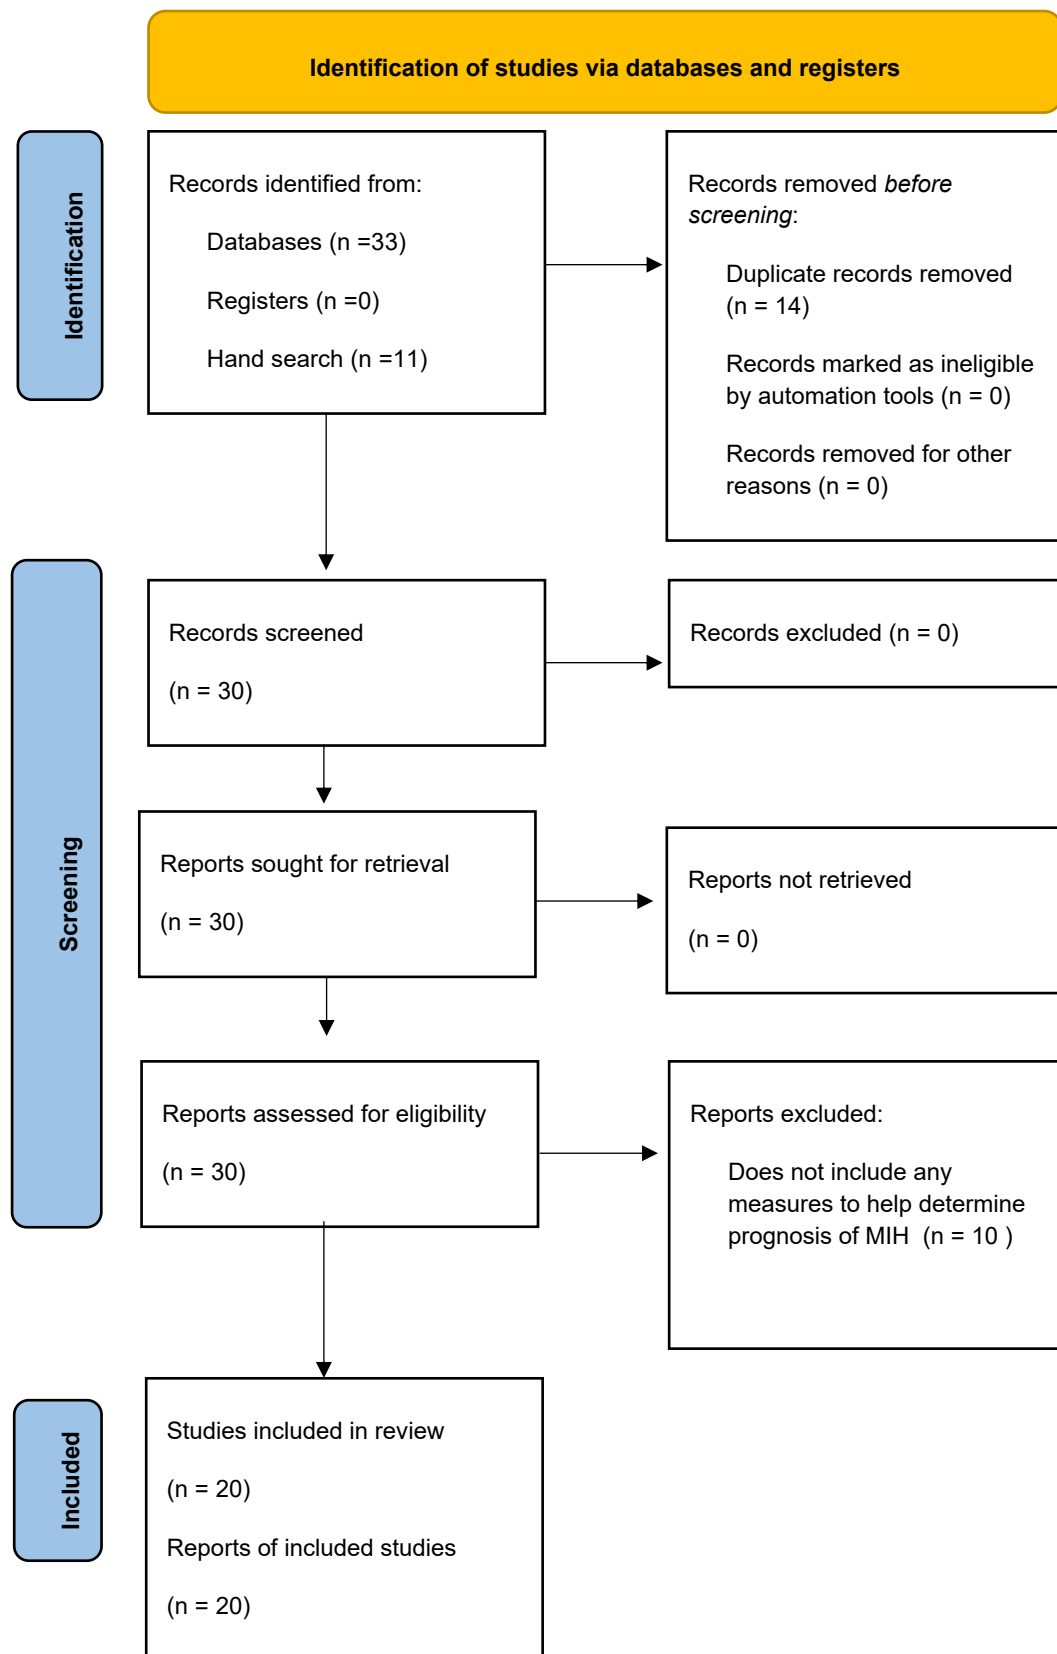 Identification of studies via databases and registers
Identification
Records identified from:
Databases (n =33)
Registers (n =0)
Hand search (n =11)
Records removed before
screening:
Duplicate records removed
(n = 14)
Records marked as ineligible
by automation tools (n = 0)
Records removed for other
reasons (n = 0)
Screening
Records screened
(n = 30)
Records excluded (n = 0)
Reports sought for retrieval
(n = 30)
Reports not retrieved
(n = 0)
Reports assessed for eligibility
(n = 30)
Reports excluded:
Does not include any
measures to help determine
prognosis of MIH  (n = 10 )
Included
Studies included in review
(n = 20)
Reports of included studies
(n = 20)